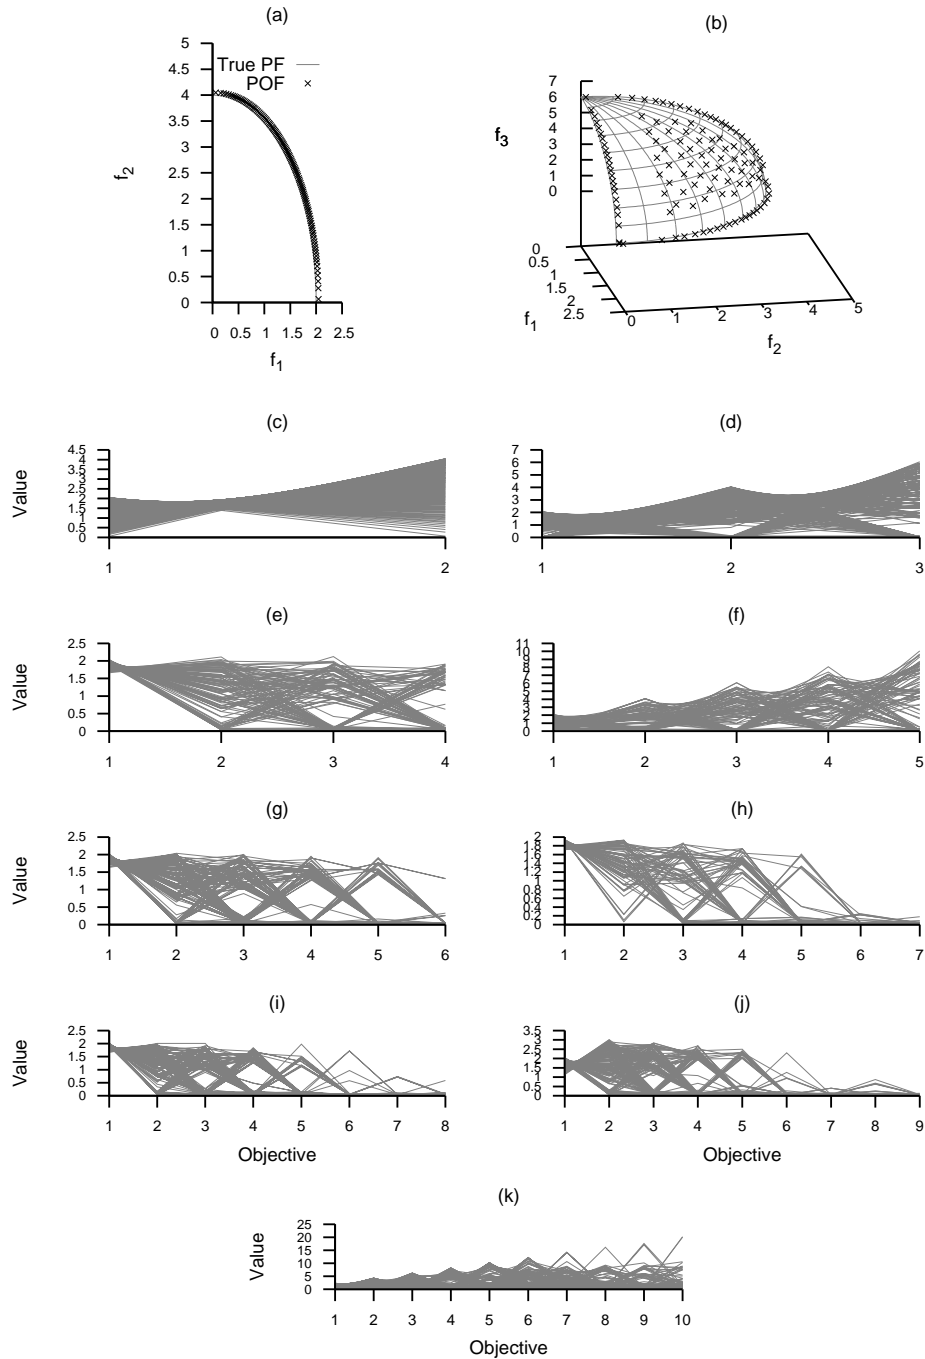 (a)
5
4.5
4
3.5
3
2.5
2
1.5
1
0.5
0
True PF
POF
f2
0 0.5 1 1.5 2 2.5
f1
(b)
7
6
5
4
3
2
1
0
f3
0
0.5
1
1.5
2
2.5
f1
0 1 2 3 4 5
f2
(c)
4.5
4
3.5
3
2.5
2
1.5
1
0.5
0
Value
1 2
(d)
7
6
5
4
3
2
1
0
1 2 3
(e)
2.5
2
1.5
1
0.5
0
Value
1 2 3 4
(f)
11
10
9
8
7
6
5
4
3
2
1
0
1 2 3 4 5
(g)
2.5
2
1.5
1
0.5
0
Value
1 2 3 4 5 6
(h)
2
1.8
1.6
1.4
1.2
1
0.8
0.6
0.4
0.2
0
1 2 3 4 5 6 7
(i)
2.5
2
1.5
1
0.5
0
Value
1 2 3 4 5 6 7 8
Objective
(j)
3.5
3
2.5
2
1.5
1
0.5
0
1 2 3 4 5 6 7 8 9
Objective
(k)
25
20
15
10
5
0
Value
1 2 3 4 5 6 7 8 9 10
Objective